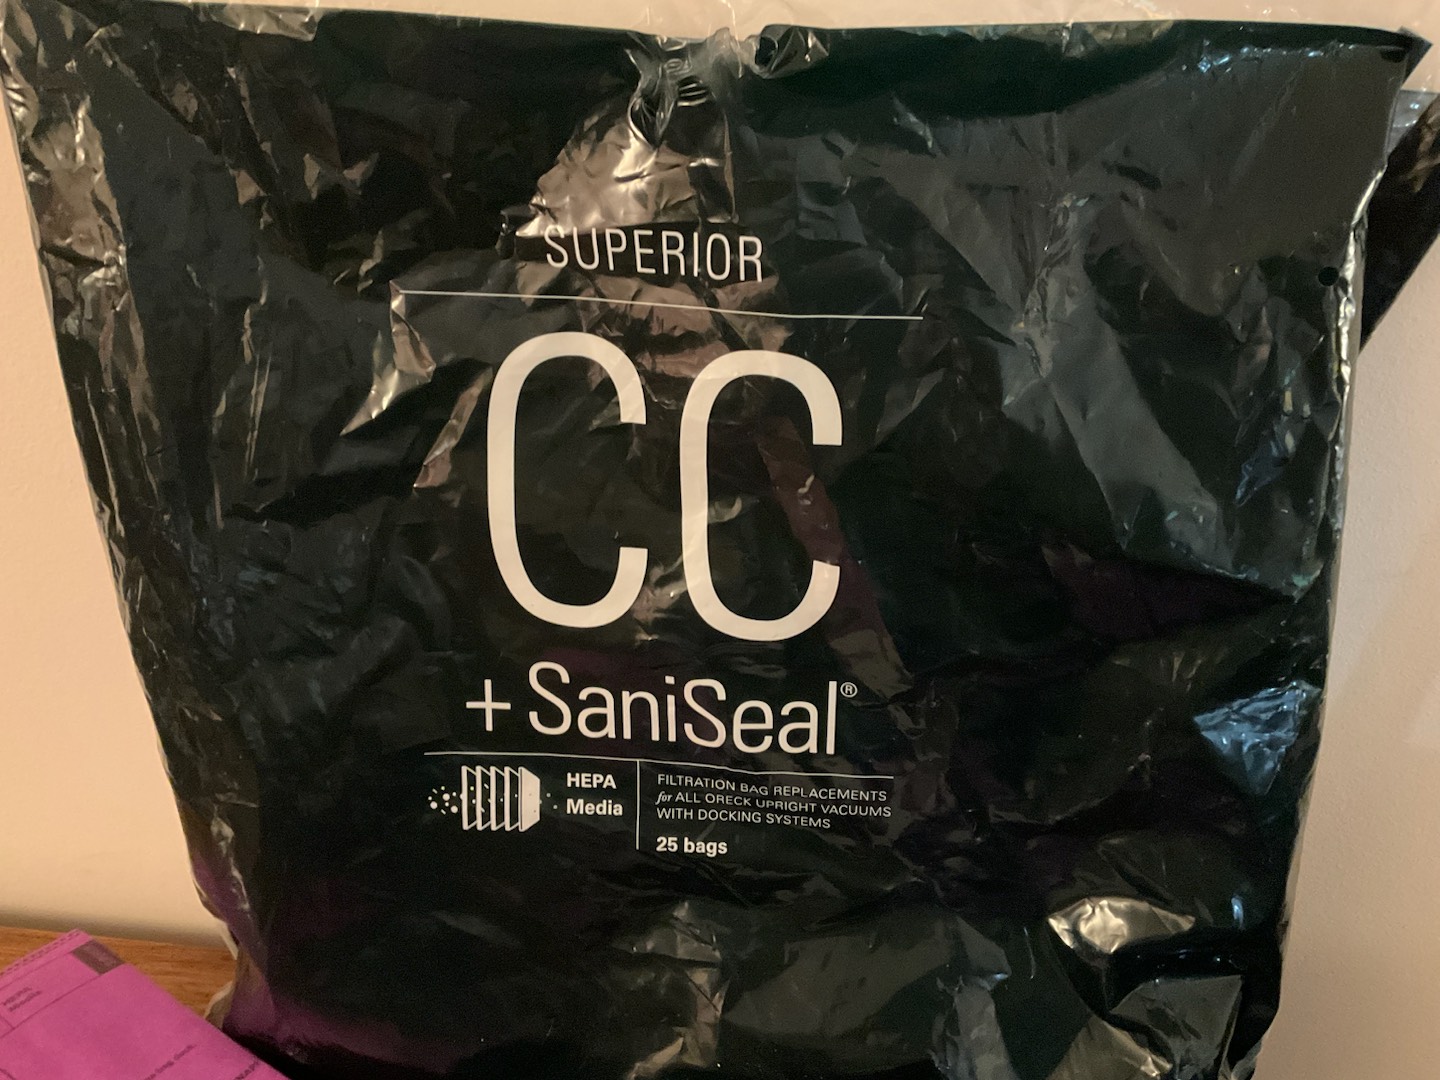 SUPERIOR
CC
+ SaniSeal®
HEPA
Media
FILTRATION BAG REPLACEMENTS
for ALL ORECK UPRIGHT VACUUMS
WITH DOCKING SYSTEMS
25 bags